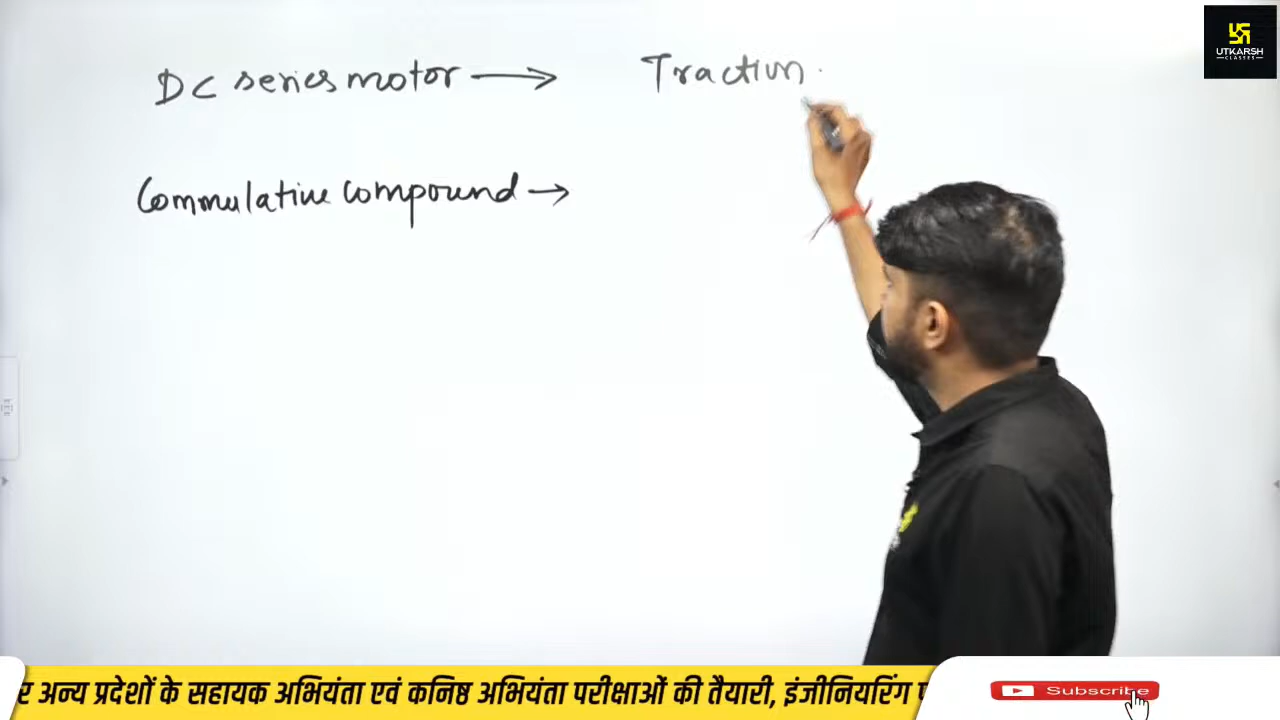 DC series motor → Traction.
Commulative compound →
UTKARSH
CLASSES
र अन्य प्रदेशों के सहायक अभियंता एवं कनिष्ठ अभियंता परीक्षाओं की तैयारी, इंजीनियरिंग
Subscribe